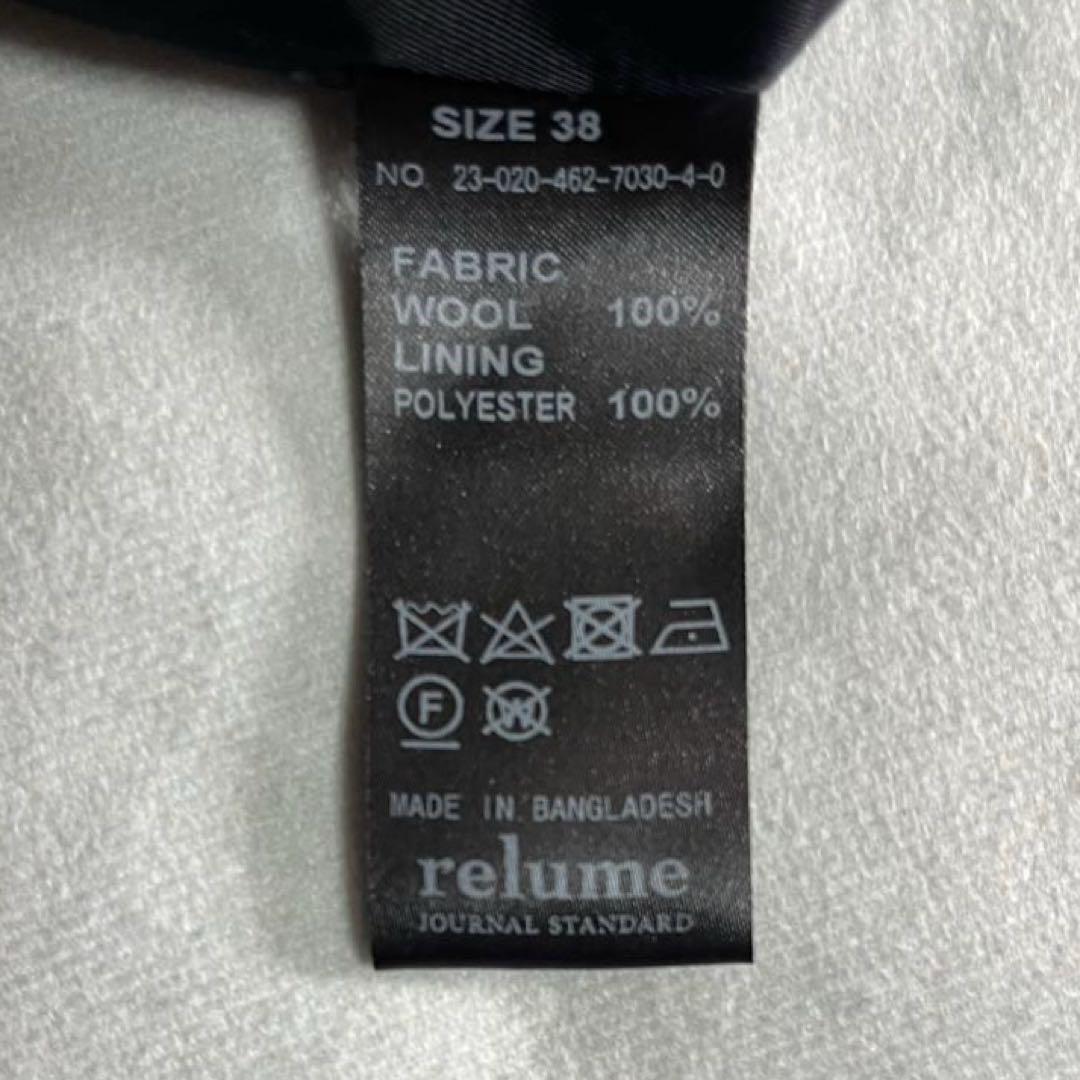 SIZE 38
NO 23-020-462-7030-4-0
FABRIC
WOOL 100%
LINING
POLYESTER 100%
F W
MADE IN BANGLADESH
relume
JOURNAL STANDARD